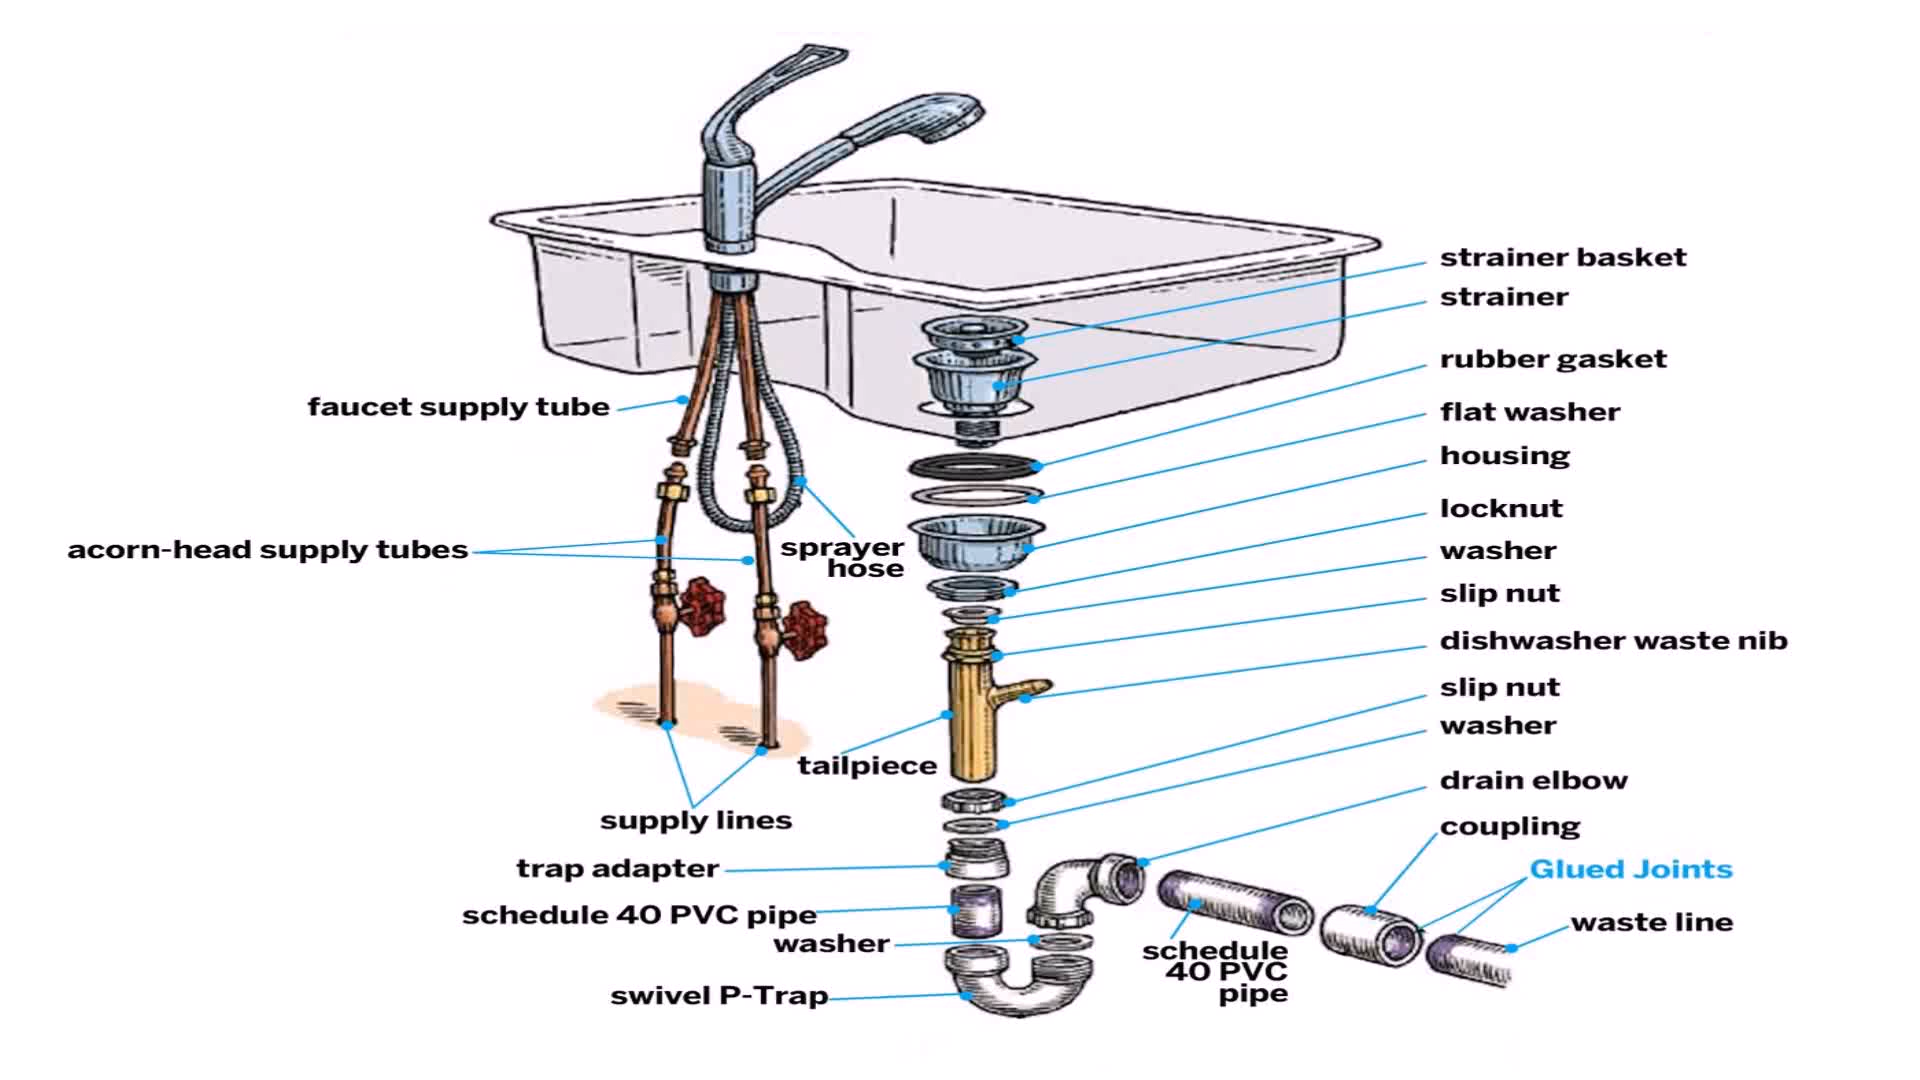 strainer basket
strainer
rubber gasket
flat washer
housing
locknut
washer
slip nut
dishwasher waste nib
slip nut
washer
drain elbow
coupling
Glued Joints
waste line
faucet supply tube
acorn-head supply tubes
sprayer
hose
tailpiece
supply lines
trap adapter
schedule 40 PVC pipe
washer
swivel P-Trap
schedule
40 PVC
pipe